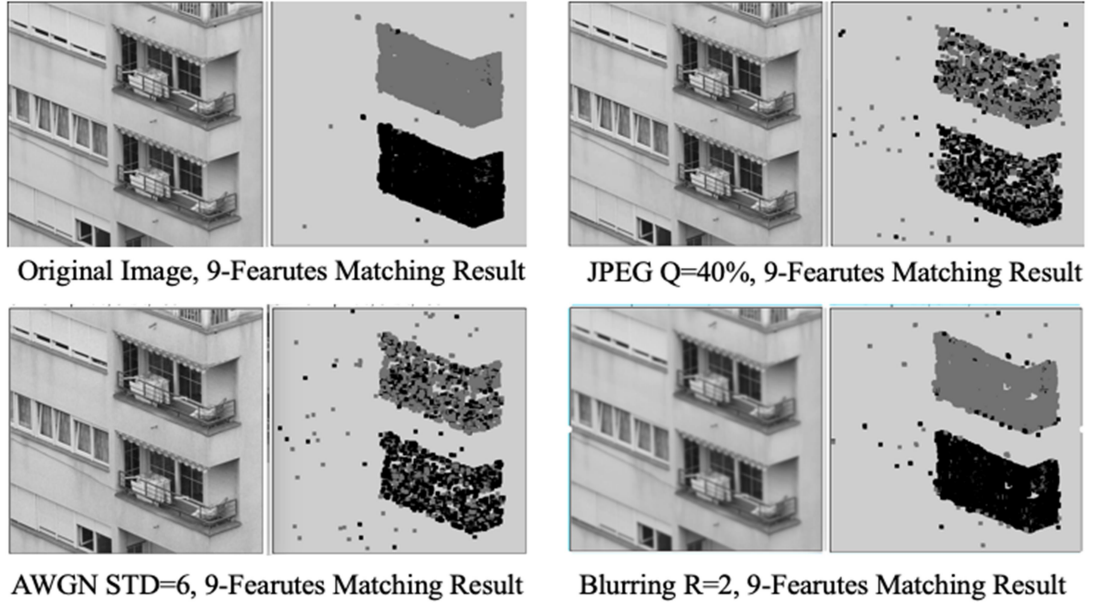 Original Image, 9-Fearutes Matching Result
JPEG Q=40%, 9-Fearutes Matching Result
AWGN STD=6, 9-Fearutes Matching Result
Blurring R=2, 9-Fearutes Matching Result